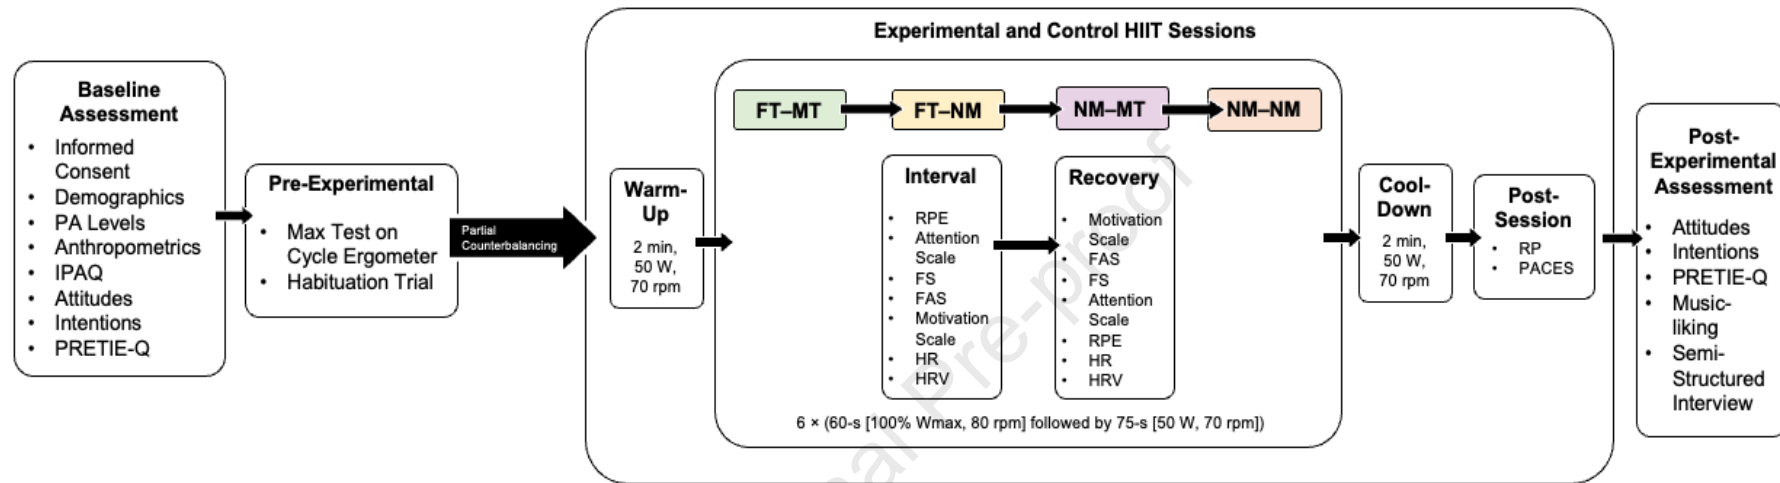 Experimental and Control HIIT Sessions
Baseline
Assessment
• Informed
Consent
• Demographics
• PA Levels
• Anthropometrics
• IPAQ
• Attitudes
• Intentions
• PRETIE-Q
Pre-Experimental
• Max Test on
Cycle Ergometer
• Habituation Trial
Partial
Counterbalancing
Warm-
Up
2 min,
50 W,
70 rpm
FT–MT
FT–NM
NM–MT
NM–NM
Interval
• RPE
• Attention
Scale
• FS
• FAS
• Motivation
Scale
• HR
• HRV
Recovery
• Motivation
Scale
• FAS
• FS
• Attention
Scale
• RPE
• HR
• HRV
6 × (60-s [100% Wmax, 80 rpm] followed by 75-s [50 W, 70 rpm])
Cool-
Down
2 min,
50 W,
70 rpm
Post-
Session
• RP
• PACES
Post-
Experimental
Assessment
• Attitudes
• Intentions
• PRETIE-Q
• Music-
liking
• Semi-
Structured
Interview
nal Pre-proof